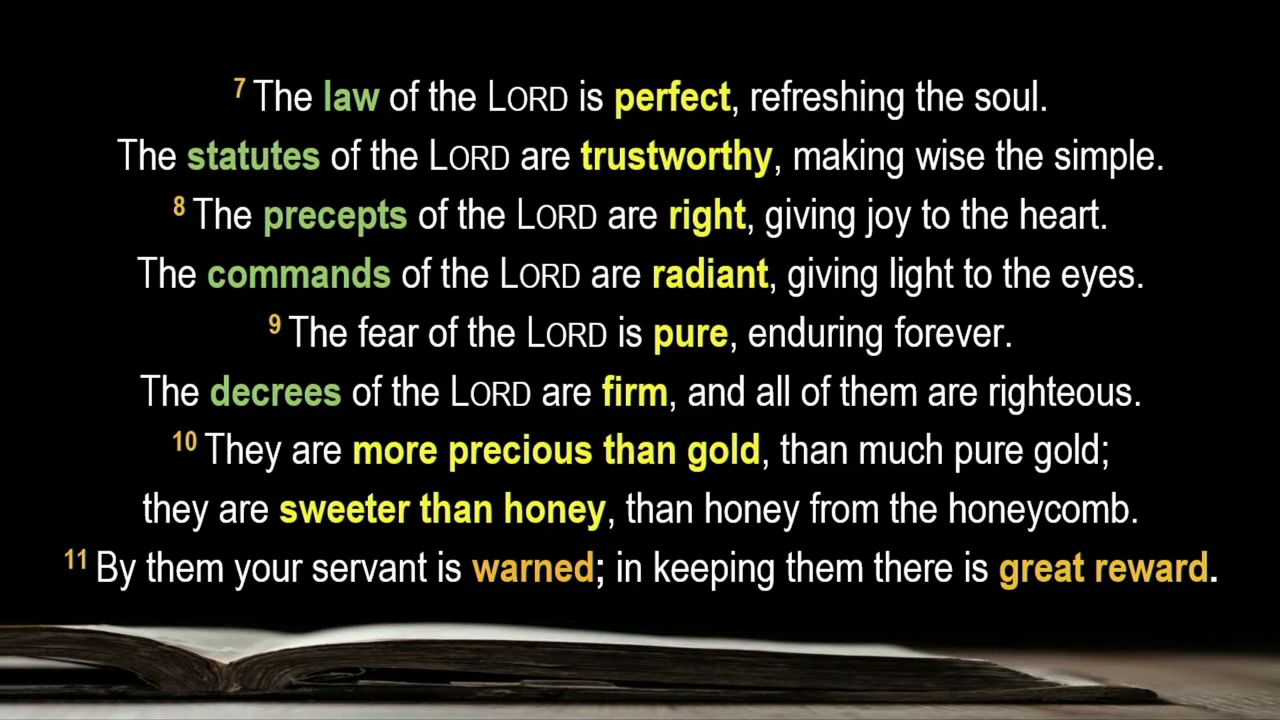 7 The law of the LORD is perfect, refreshing the soul.
The statutes of the LORD are trustworthy, making wise the simple.
8 The precepts of the LORD are right, giving joy to the heart.
The commands of the LORD are radiant, giving light to the eyes.
9 The fear of the LORD is pure, enduring forever.
The decrees of the LORD are firm, and all of them are righteous.
10 They are more precious than gold, than much pure gold;
they are sweeter than honey, than honey from the honeycomb.
11 By them your servant is warned; in keeping them there is great reward.